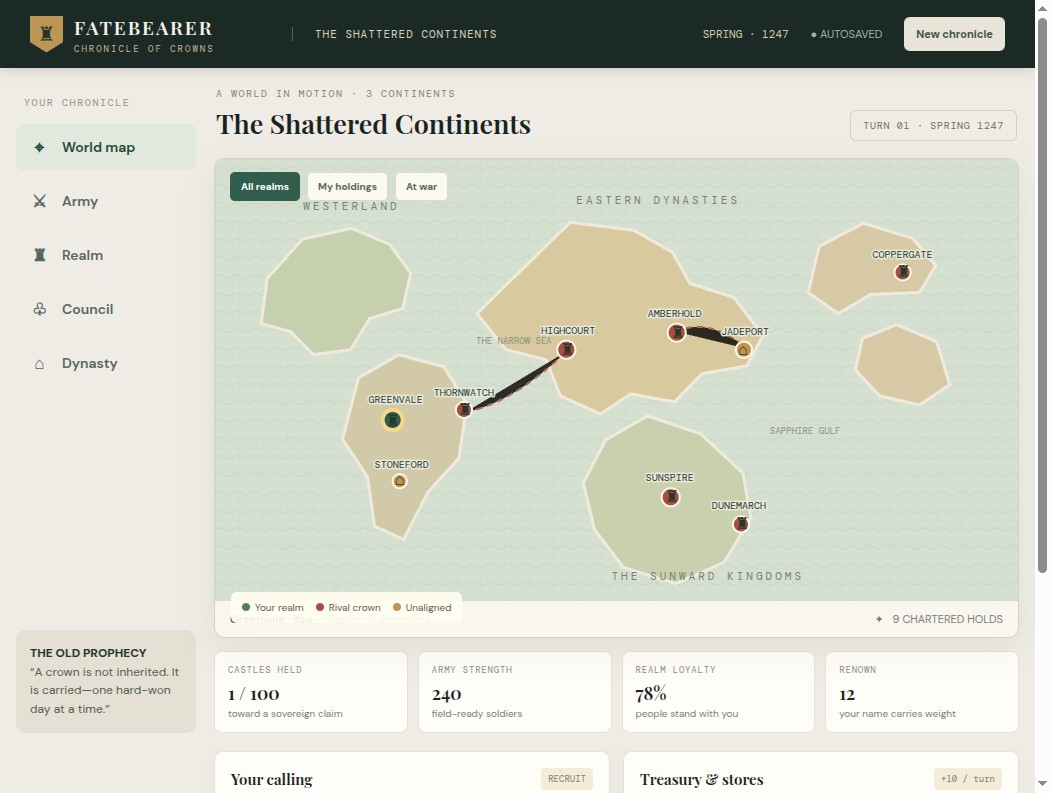 FATEBEARER
CHRONICLE OF CROWNS
THE SHATTERED CONTINENTS
SPRING · 1247
● AUTOSAVED
New chronicle
YOUR CHRONICLE
World map
Army
Realm
Council
Dynasty
THE OLD PROPHECY
“A crown is not inherited. It
is carried—one hard-won
day at a time.”
A WORLD IN MOTION · 3 CONTINENTS
The Shattered Continents
TURN 01 · SPRING 1247
All realms
My holdings
At war
WESTERLAND
EASTERN DYNASTIES
COPPERGATE
AMBERHOLD
JADEPORT
HIGHCOURT
THE NARROW SEA
THORNWATCH
GREENVALE
STONEFORD
SAPPHIRE GULF
SUNSPIRE
DUNEMARCH
THE SUNWARD KINGDOMS
Your realm
Rival crown
Unaligned
✦ 9 CHARTERED HOLDS
CASTLES HELD
1 / 100
toward a sovereign claim
ARMY STRENGTH
240
field-ready soldiers
REALM LOYALTY
78%
people stand with you
RENOWN
12
your name carries weight
Your calling
RECRUIT
Treasury & stores
+10 / turn